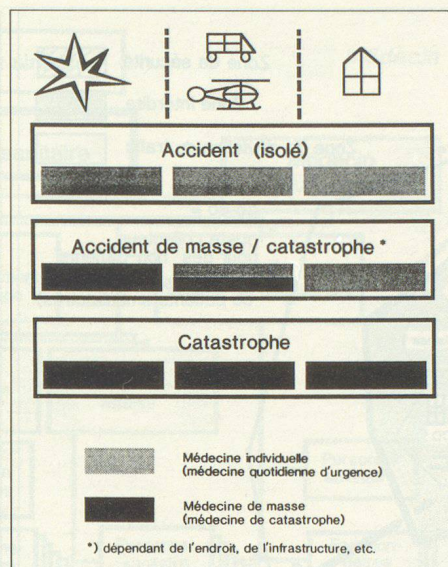 Accident (isolé)
Accident de masse / catastrophe *
Catastrophe
Médecine individuelle
(médecine quotidienne d'urgence)
Médecine de masse
(médecine de catastrophe)
*) dépendant de l'endroit, de l'infrastructure, etc.